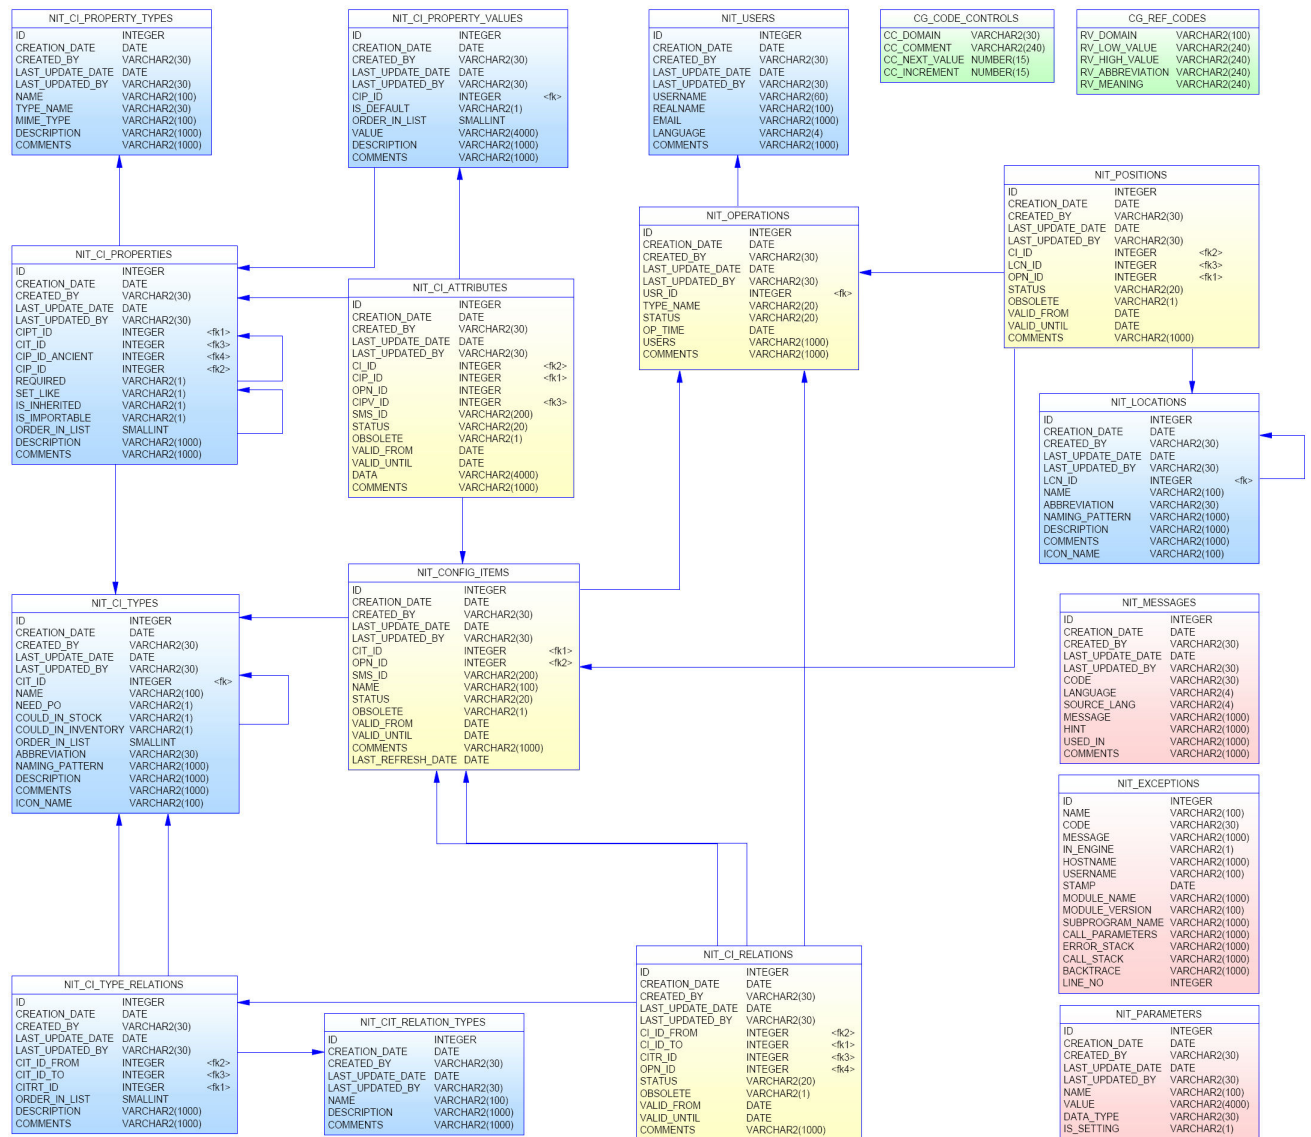 NIT_CI_PROPERTY_TYPES
ID INTEGER
CREATION_DATE DATE
CREATED_BY VARCHAR2(30)
LAST_UPDATE_DATE DATE
LAST_UPDATED_BY VARCHAR2(30)
NAME VARCHAR2(100)
TYPE_NAME VARCHAR2(30)
MIME_TYPE VARCHAR2(100)
DESCRIPTION VARCHAR2(1000)
COMMENTS VARCHAR2(1000)
NIT_CI_PROPERTY_VALUES
ID INTEGER
CREATION_DATE DATE
CREATED_BY VARCHAR2(30)
LAST_UPDATE_DATE DATE
LAST_UPDATED_BY VARCHAR2(30)
CIP_ID INTEGER <fk>
IS_DEFAULT VARCHAR2(1)
ORDER_IN_LIST SMALLINT
VALUE VARCHAR2(4000)
DESCRIPTION VARCHAR2(1000)
COMMENTS VARCHAR2(1000)
NIT_USERS
ID INTEGER
CREATION_DATE DATE
CREATED_BY VARCHAR2(30)
LAST_UPDATE_DATE DATE
LAST_UPDATED_BY VARCHAR2(30)
USERNAME VARCHAR2(60)
REALNAME VARCHAR2(100)
EMAIL VARCHAR2(1000)
LANGUAGE VARCHAR2(4)
COMMENTS VARCHAR2(1000)
CG_CODE_CONTROLS
CC_DOMAIN VARCHAR2(30)
CC_COMMENT VARCHAR2(240)
CC_NEXT_VALUE NUMBER(15)
CC_INCREMENT NUMBER(15)
CG_REF_CODES
RV_DOMAIN VARCHAR2(100)
RV_LOW_VALUE VARCHAR2(240)
RV_HIGH_VALUE VARCHAR2(240)
RV_ABBREVIATION VARCHAR2(240)
RV_MEANING VARCHAR2(240)
NIT_CI_PROPERTIES
ID INTEGER
CREATION_DATE DATE
CREATED_BY VARCHAR2(30)
LAST_UPDATE_DATE DATE
LAST_UPDATED_BY VARCHAR2(30)
CIPT_ID INTEGER <fk1>
CIT_ID INTEGER <fk3>
CIP_ID_ANCIENT INTEGER <fk4>
CIP_ID INTEGER <fk2>
REQUIRED VARCHAR2(1)
SET_LIKE VARCHAR2(1)
IS_INHERITED VARCHAR2(1)
IS_IMPORTABLE VARCHAR2(1)
ORDER_IN_LIST SMALLINT
DESCRIPTION VARCHAR2(1000)
COMMENTS VARCHAR2(1000)
NIT_CI_ATTRIBUTES
ID INTEGER
CREATION_DATE DATE
CREATED_BY VARCHAR2(30)
LAST_UPDATE_DATE DATE
LAST_UPDATED_BY VARCHAR2(30)
CI_ID INTEGER <fk2>
CIP_ID INTEGER <fk1>
OPN_ID INTEGER
CIPV_ID INTEGER <fk3>
SMS_ID VARCHAR2(200)
STATUS VARCHAR2(20)
OBSOLETE VARCHAR2(1)
VALID_FROM DATE
VALID_UNTIL DATE
DATA VARCHAR2(4000)
COMMENTS VARCHAR2(1000)
NIT_OPERATIONS
ID INTEGER
CREATION_DATE DATE
CREATED_BY VARCHAR2(30)
LAST_UPDATE_DATE DATE
LAST_UPDATED_BY VARCHAR2(30)
USR_ID INTEGER <fk>
TYPE_NAME VARCHAR2(20)
STATUS VARCHAR2(20)
OP_TIME DATE
USERS VARCHAR2(1000)
COMMENTS VARCHAR2(1000)
NIT_POSITIONS
ID INTEGER
CREATION_DATE DATE
CREATED_BY VARCHAR2(30)
LAST_UPDATE_DATE DATE
LAST_UPDATED_BY VARCHAR2(30)
CI_ID INTEGER <fk2>
LCN_ID INTEGER <fk3>
OPN_ID INTEGER <fk1>
STATUS VARCHAR2(20)
OBSOLETE VARCHAR2(1)
VALID_FROM DATE
VALID_UNTIL DATE
COMMENTS VARCHAR2(1000)
NIT_LOCATIONS
ID INTEGER
CREATION_DATE DATE
CREATED_BY VARCHAR2(30)
LAST_UPDATE_DATE DATE
LAST_UPDATED_BY VARCHAR2(30)
LCN_ID INTEGER <fk>
NAME VARCHAR2(100)
ABBREVIATION VARCHAR2(30)
NAMING_PATTERN VARCHAR2(1000)
DESCRIPTION VARCHAR2(1000)
COMMENTS VARCHAR2(1000)
ICON_NAME VARCHAR2(100)
NIT_CI_TYPES
ID INTEGER
CREATION_DATE DATE
CREATED_BY VARCHAR2(30)
LAST_UPDATE_DATE DATE
LAST_UPDATED_BY VARCHAR2(30)
CIT_ID INTEGER <fk>
NAME VARCHAR2(100)
NEED_PO VARCHAR2(1)
COULD_IN_STOCK VARCHAR2(1)
COULD_IN_INVENTORY VARCHAR2(1)
ORDER_IN_LIST SMALLINT
ABBREVIATION VARCHAR2(30)
NAMING_PATTERN VARCHAR2(1000)
DESCRIPTION VARCHAR2(1000)
COMMENTS VARCHAR2(1000)
ICON_NAME VARCHAR2(100)
NIT_CONFIG_ITEMS
ID INTEGER
CREATION_DATE DATE
CREATED_BY VARCHAR2(30)
LAST_UPDATE_DATE DATE
LAST_UPDATED_BY VARCHAR2(30)
CIT_ID INTEGER <fk1>
OPN_ID INTEGER <fk2>
SMS_ID VARCHAR2(200)
NAME VARCHAR2(100)
STATUS VARCHAR2(20)
OBSOLETE VARCHAR2(1)
VALID_FROM DATE
VALID_UNTIL DATE
COMMENTS VARCHAR2(1000)
LAST_REFRESH_DATE DATE
NIT_MESSAGES
ID INTEGER
CREATION_DATE DATE
CREATED_BY VARCHAR2(30)
LAST_UPDATE_DATE DATE
LAST_UPDATED_BY VARCHAR2(30)
CODE VARCHAR2(30)
LANGUAGE VARCHAR2(4)
SOURCE_LANG VARCHAR2(4)
MESSAGE VARCHAR2(1000)
HINT VARCHAR2(1000)
USED_IN VARCHAR2(1000)
COMMENTS VARCHAR2(1000)
NIT_EXCEPTIONS
ID INTEGER
NAME VARCHAR2(100)
CODE VARCHAR2(30)
MESSAGE VARCHAR2(1000)
IN_ENGINE VARCHAR2(1)
HOSTNAME VARCHAR2(1000)
USERNAME VARCHAR2(100)
STAMP DATE
MODULE_NAME VARCHAR2(1000)
MODULE_VERSION VARCHAR2(100)
SUBPROGRAM_NAME VARCHAR2(1000)
CALL_PARAMETERS VARCHAR2(1000)
ERROR_STACK VARCHAR2(1000)
CALL_STACK VARCHAR2(1000)
BACKTRACE VARCHAR2(1000)
LINE_NO INTEGER
NIT_CI_TYPE_RELATIONS
ID INTEGER
CREATION_DATE DATE
CREATED_BY VARCHAR2(30)
LAST_UPDATE_DATE DATE
LAST_UPDATED_BY VARCHAR2(30)
CIT_ID_FROM INTEGER <fk2>
CIT_ID_TO INTEGER <fk3>
CITRT_ID INTEGER <fk1>
ORDER_IN_LIST SMALLINT
DESCRIPTION VARCHAR2(1000)
COMMENTS VARCHAR2(1000)
NIT_CIT_RELATION_TYPES
ID INTEGER
CREATION_DATE DATE
CREATED_BY VARCHAR2(30)
LAST_UPDATE_DATE DATE
LAST_UPDATED_BY VARCHAR2(30)
NAME VARCHAR2(100)
DESCRIPTION VARCHAR2(1000)
COMMENTS VARCHAR2(1000)
NIT_CI_RELATIONS
ID INTEGER
CREATION_DATE DATE
CREATED_BY VARCHAR2(30)
LAST_UPDATE_DATE DATE
LAST_UPDATED_BY VARCHAR2(30)
CI_ID_FROM INTEGER <fk2>
CI_ID_TO INTEGER <fk1>
CITR_ID INTEGER <fk3>
OPN_ID INTEGER <fk4>
STATUS VARCHAR2(20)
OBSOLETE VARCHAR2(1)
VALID_FROM DATE
VALID_UNTIL DATE
COMMENTS VARCHAR2(1000)
NIT_PARAMETERS
ID INTEGER
CREATION_DATE DATE
CREATED_BY VARCHAR2(30)
LAST_UPDATE_DATE DATE
LAST_UPDATED_BY VARCHAR2(30)
NAME VARCHAR2(100)
VALUE VARCHAR2(4000)
DATA_TYPE VARCHAR2(30)
IS_SETTING VARCHAR2(1)